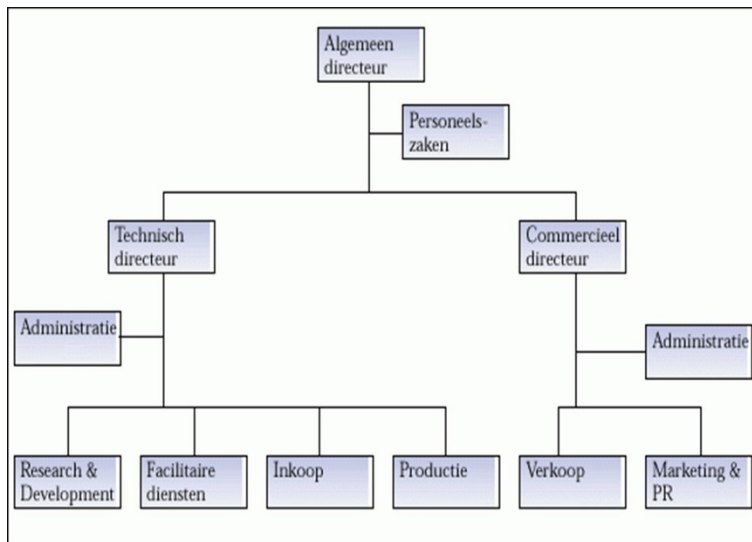 Algemeen
directeur
Personeels-
zaken
Technisch
directeur
Commercieel
directeur
Administratie
Administratie
Research &
Development
Facilitaire
diensten
Inkoop
Productie
Verkoop
Marketing &
PR